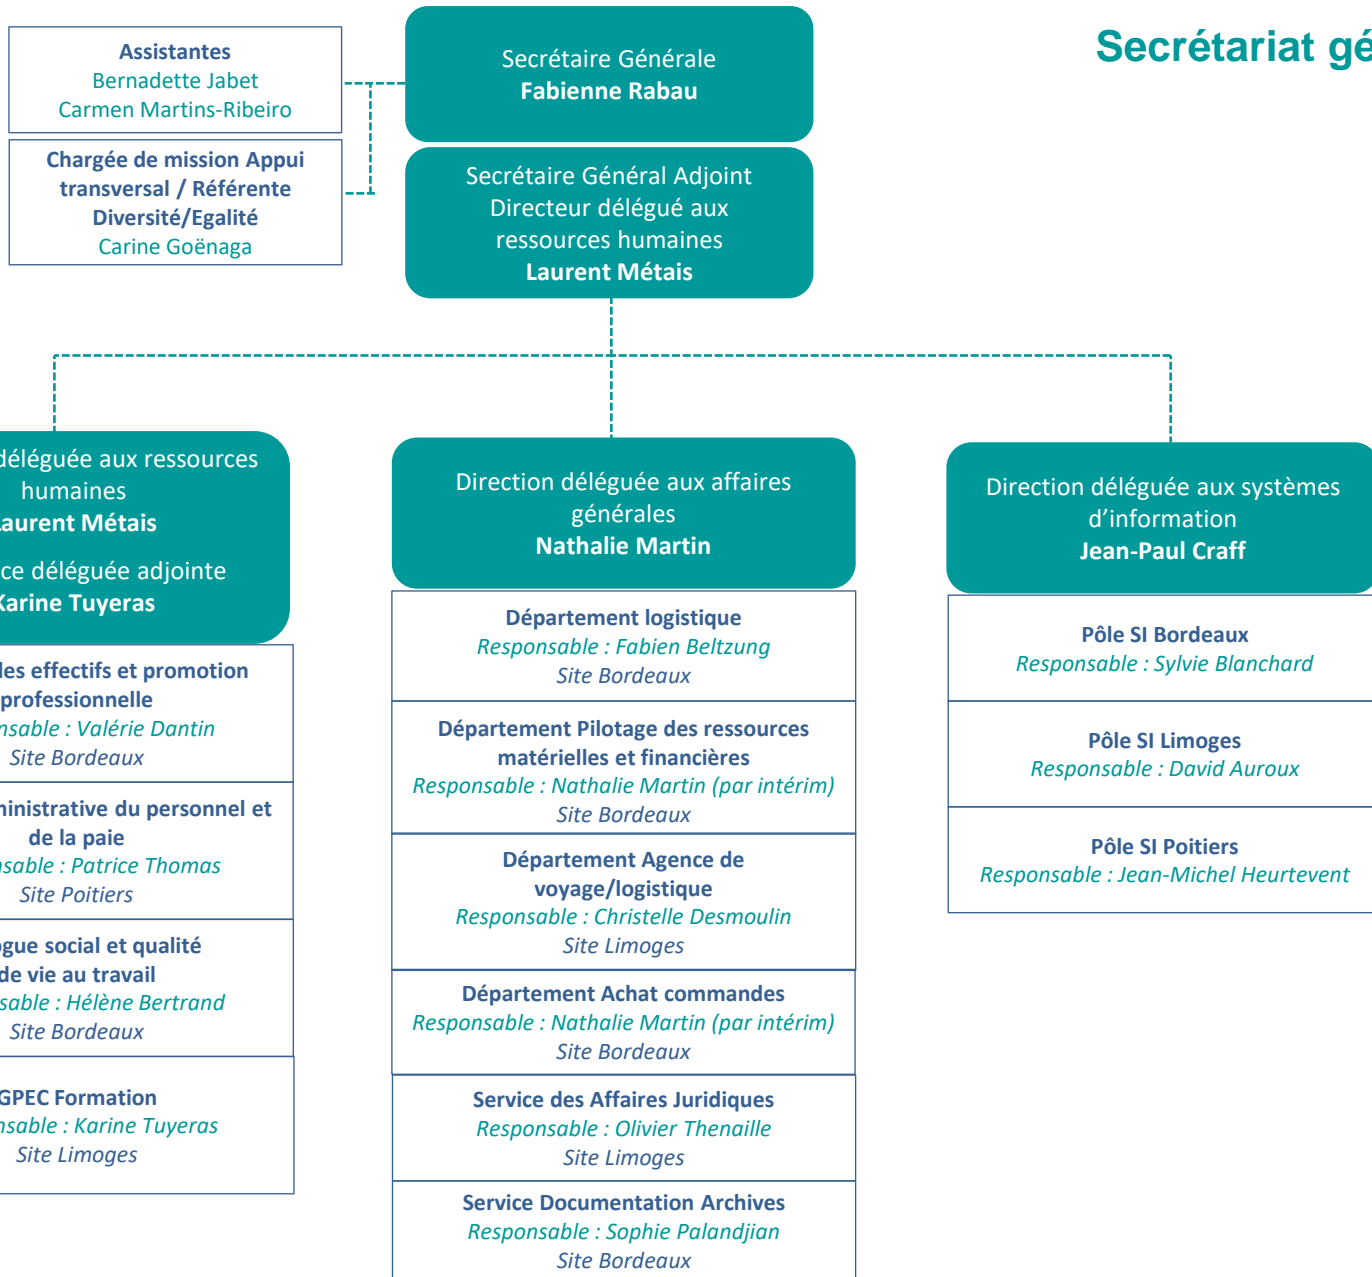 Secrétariat gé
Assistantes
Bernadette Jabet
Carmen Martins-Ribeiro
Chargée de mission Appui
transversal / Référente
Diversité/Egalité
Carine Goënaga
Secrétaire Générale
Fabienne Rabau
Secrétaire Général Adjoint
Directeur délégué aux
ressources humaines
Laurent Métais
déléguée aux ressources
humaines
Laurent Métais
ce déléguée adjointe
Karine Tuyeras
des effectifs et promotion
professionnelle
nsable : Valérie Dantin
Site Bordeaux
ministrative du personnel et
de la paie
nsable : Patrice Thomas
Site Poitiers
ogue social et qualité
de vie au travail
sable : Hélène Bertrand
Site Bordeaux
GPEC Formation
nsable : Karine Tuyeras
Site Limoges
Direction déléguée aux affaires
générales
Nathalie Martin
Département logistique
Responsable : Fabien Beltzung
Site Bordeaux
Département Pilotage des ressources
matérielles et financières
Responsable : Nathalie Martin (par intérim)
Site Bordeaux
Département Agence de
voyage/logistique
Responsable : Christelle Desmoulin
Site Limoges
Département Achat commandes
Responsable : Nathalie Martin (par intérim)
Site Bordeaux
Service des Affaires Juridiques
Responsable : Olivier Thenaille
Site Limoges
Service Documentation Archives
Responsable : Sophie Palandjian
Site Bordeaux
Direction déléguée aux systèmes
d’information
Jean-Paul Craff
Pôle SI Bordeaux
Responsable : Sylvie Blanchard
Pôle SI Limoges
Responsable : David Auroux
Pôle SI Poitiers
Responsable : Jean-Michel Heurtevent